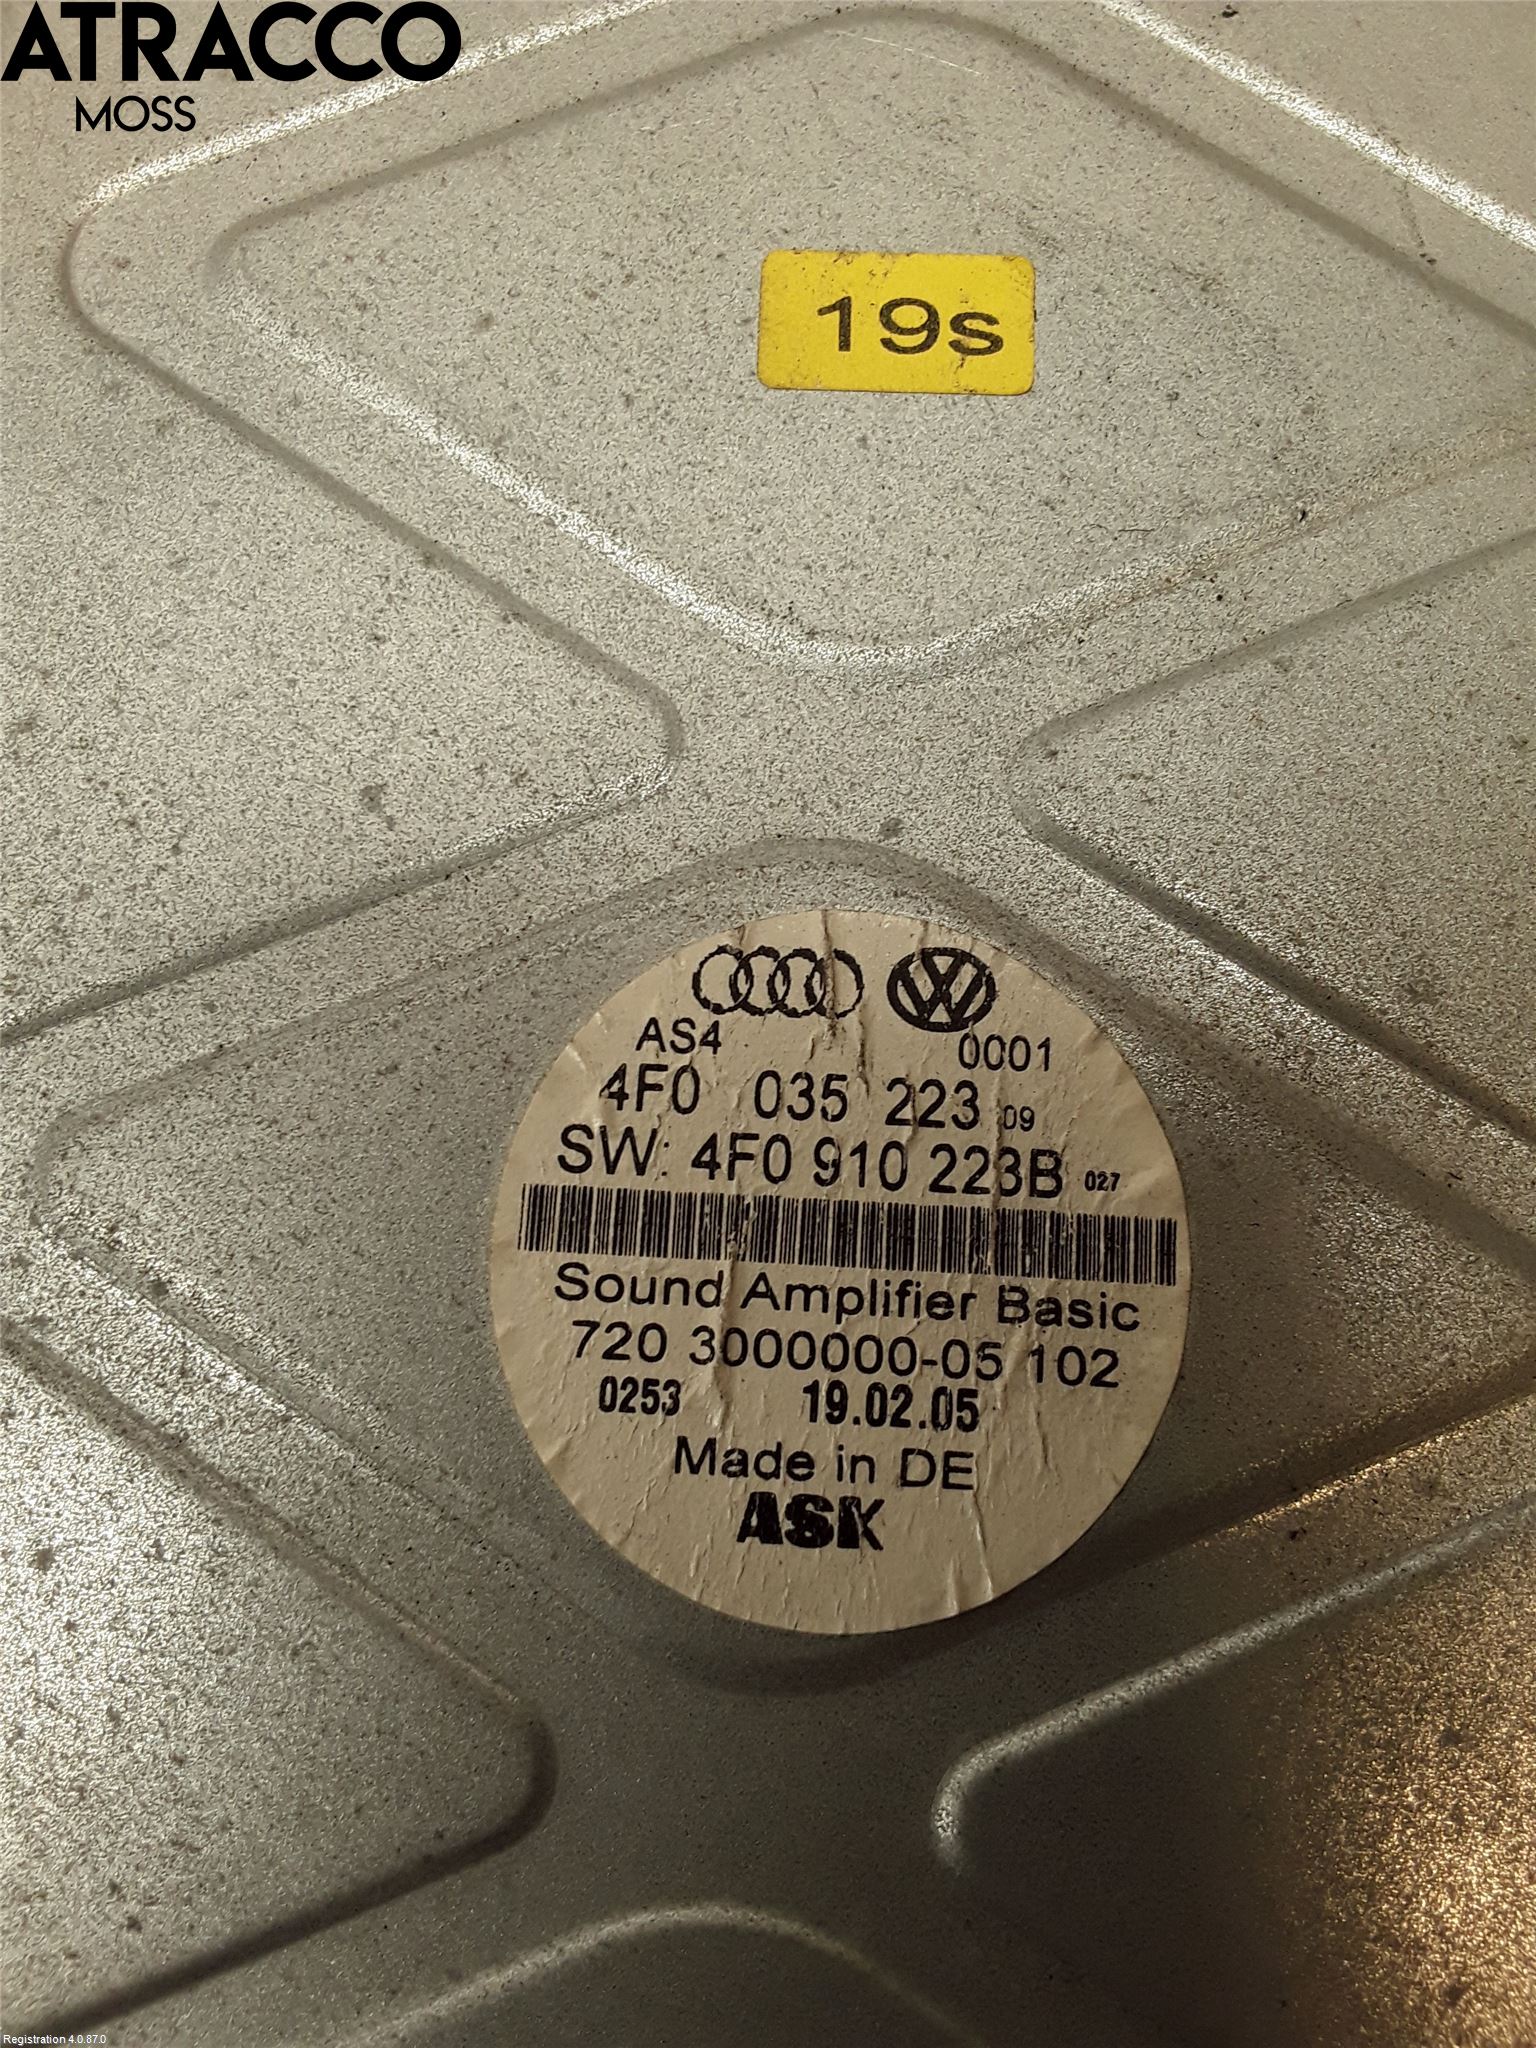 ATRACCO
MOSS
19s
AS4 0001
4F0 035 223 09
SW: 4F0 910 223B 027
Sound Amplifier Basic
720 3000000-05 102
0253 19.02.05
Made in DE
ASK
Registration 4.0.87.0